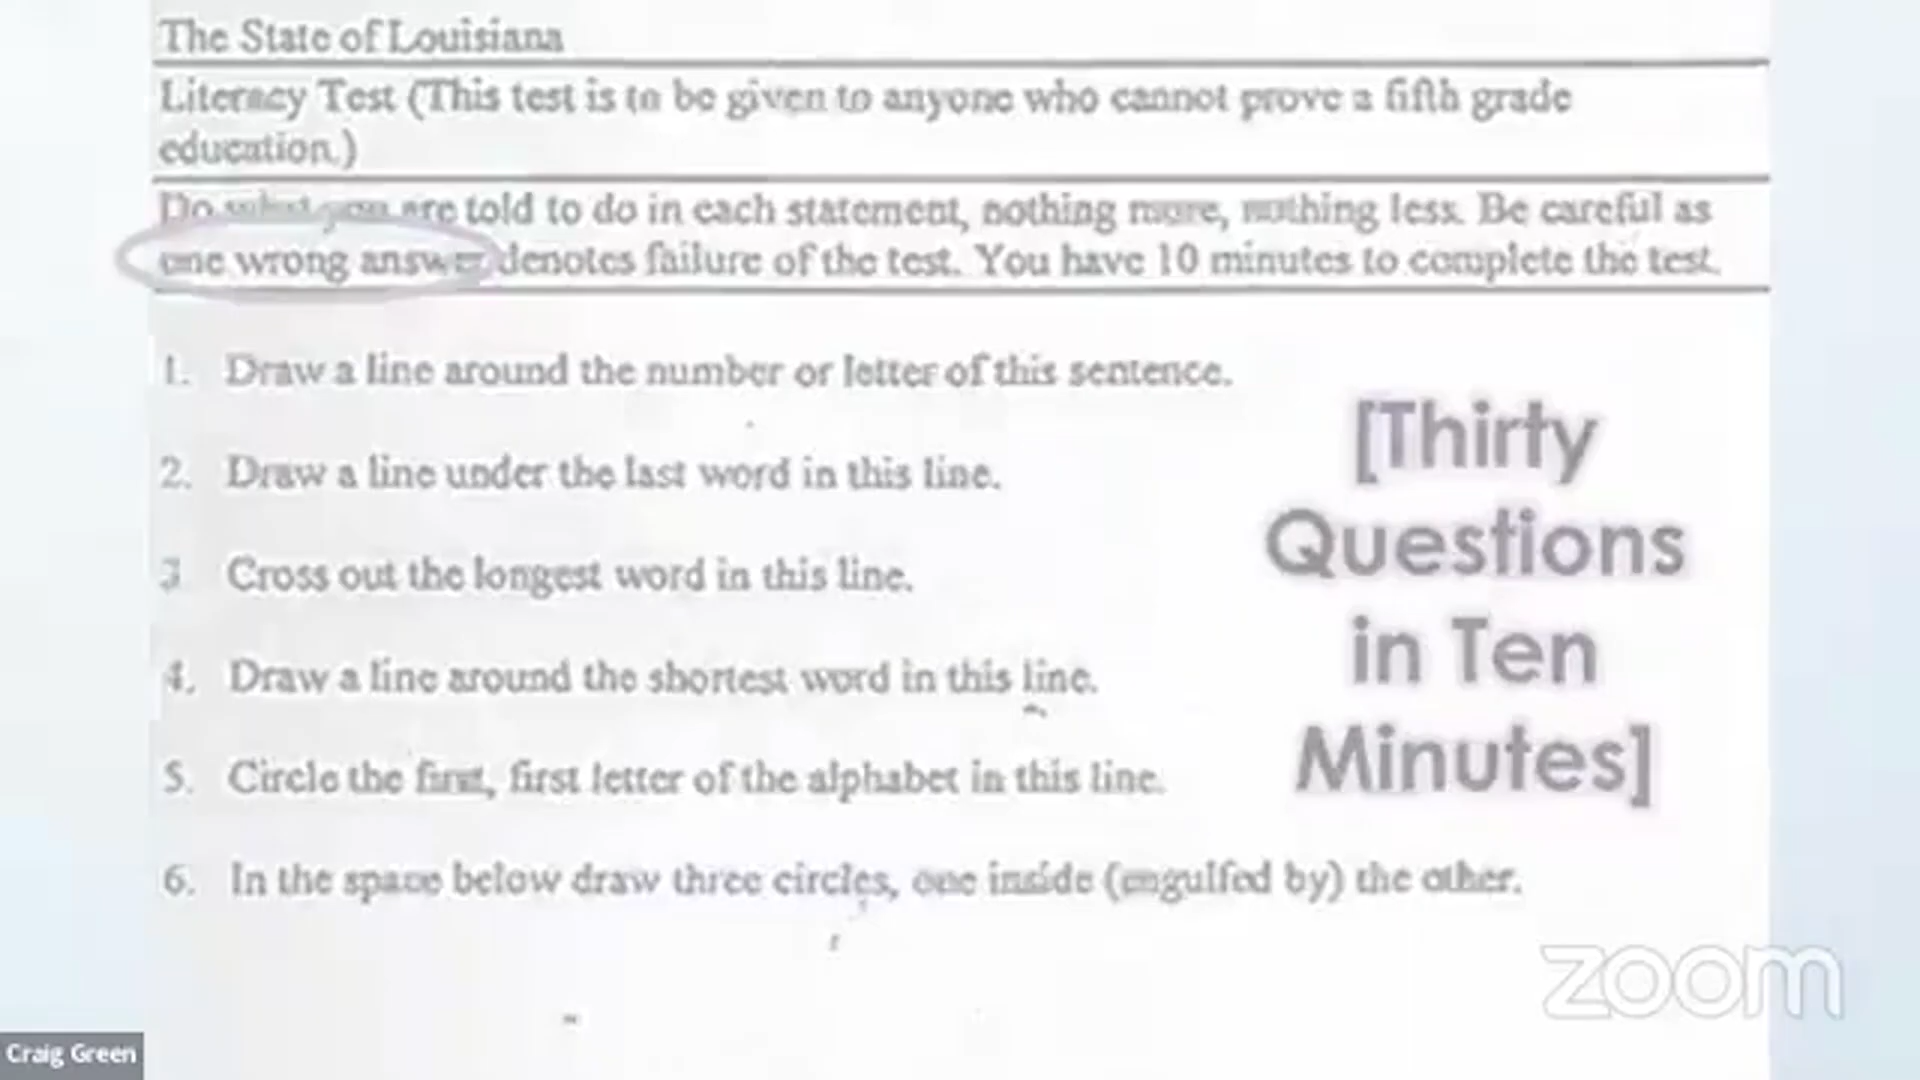 The State of Louisiana
Literacy Test (This test is to be given to anyone who cannot prove a fifth grade
education.)
Do what you are told to do in each statement, nothing more, nothing less. Be careful as
one wrong answer denotes failure of the test. You have 10 minutes to complete the test.
1. Draw a line around the number or letter of this sentence.
2. Draw a line under the last word in this line.
3 Cross out the longest word in this line.
4. Draw a line around the shortest word in this line.
5. Circle the first, first letter of the alphabet in this line.
6. In the space below draw three circles, one inside (engulfed by) the other.
[Thirty
Questions
in Ten
Minutes]
zoom
Craig Green